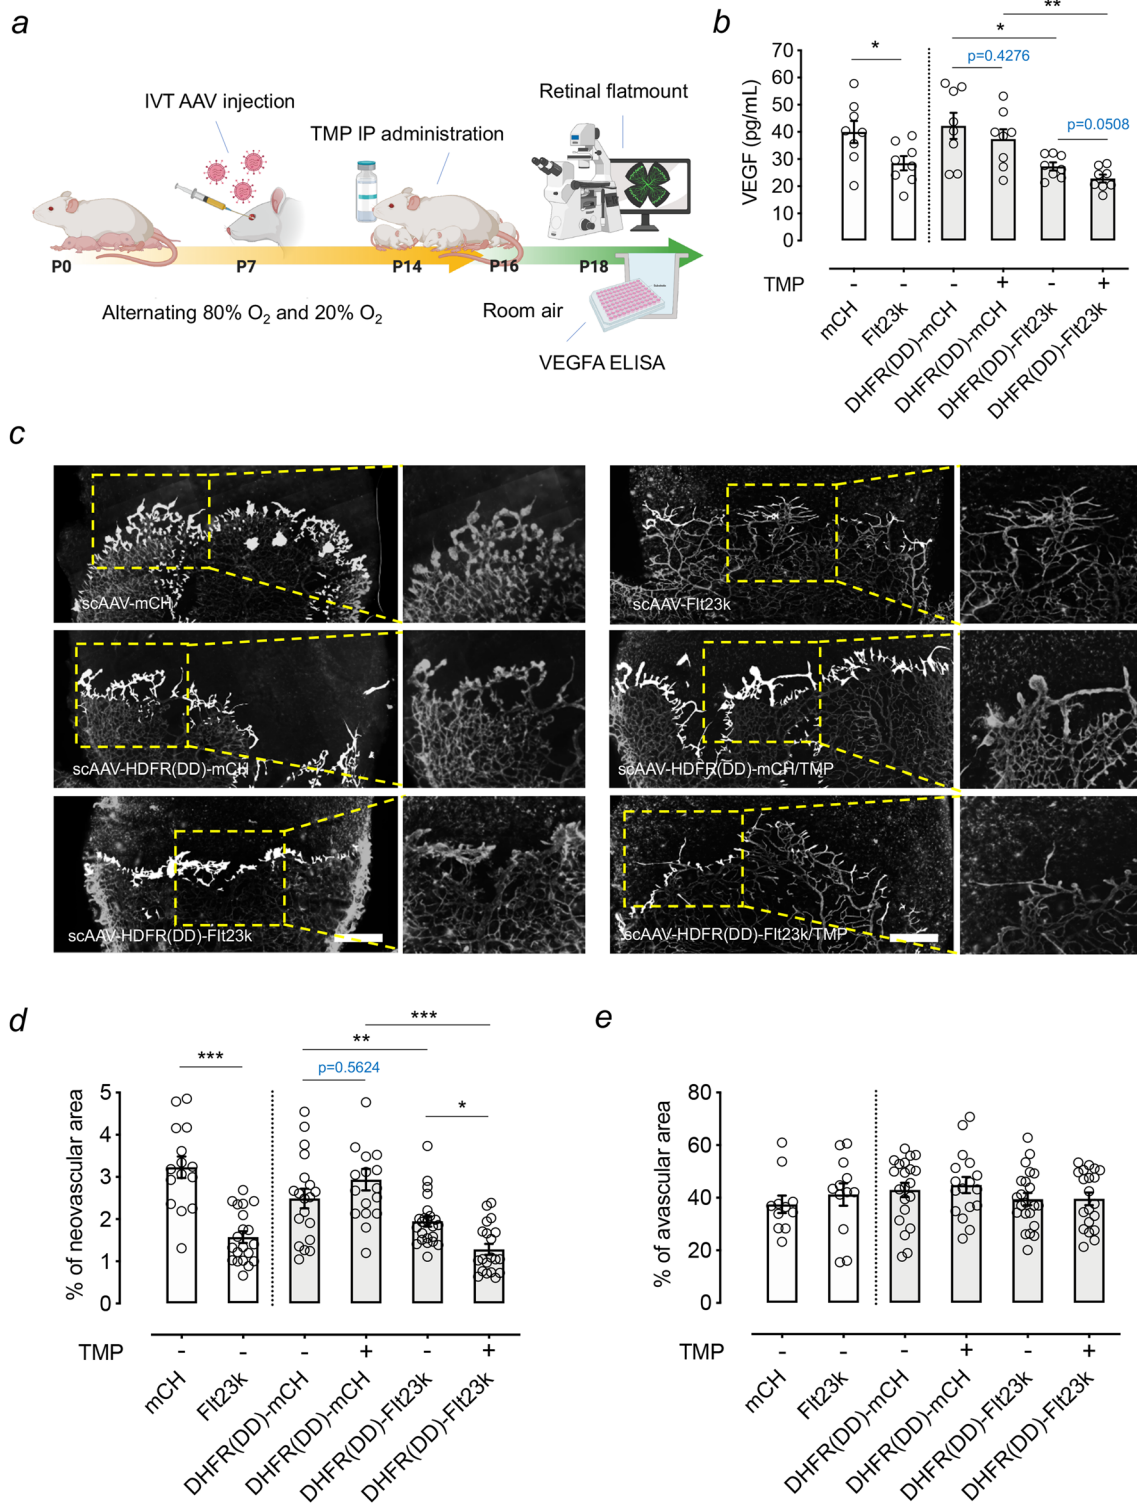 a
IVT AAV injection
TMP IP administration
Retinal flatmount
P0
P7
P14
P16
P18
Alternating 80% O2 and 20% O2
Room air
VEGFA ELISA
b
**
*
*
p=0.4276
p=0.0508
VEGF (pg/mL)
70
60
50
40
30
20
10
0
TMP
- - - + - +
mCH
Flt23k
DHFR(DD)-mCH
DHFR(DD)-mCH
DHFR(DD)-Flt23k
DHFR(DD)-Flt23k
c
scAAV-mCH
scAAV-Flt23k
scAAV-HDFR(DD)-mCH
scAAV-HDFR(DD)-mCH/TMP
scAAV-HDFR(DD)-Flt23k
scAAV-HDFR(DD)-Flt23k/TMP
d
***
**
***
p=0.5624
*
% of neovascular area
5
4
3
2
1
0
TMP
- - - + - +
mCH
Flt23k
DHFR(DD)-mCH
DHFR(DD)-mCH
DHFR(DD)-Flt23k
DHFR(DD)-Flt23k
e
% of avascular area
80
60
40
20
0
TMP
- - - + - +
mCH
Flt23k
DHFR(DD)-mCH
DHFR(DD)-mCH
DHFR(DD)-Flt23k
DHFR(DD)-Flt23k